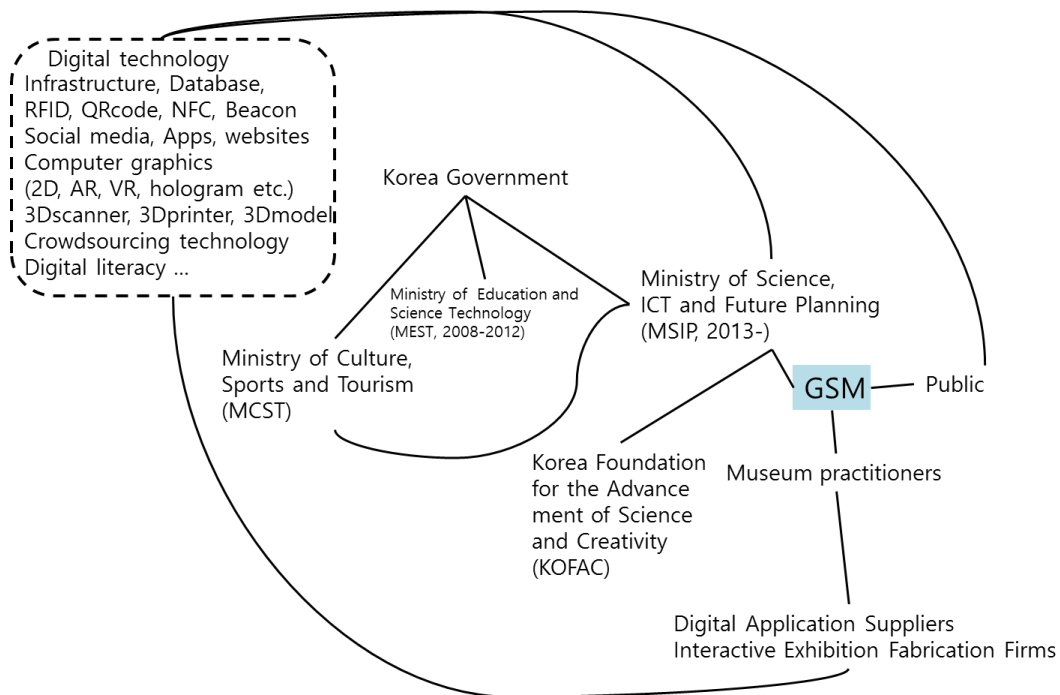 Digital technology
Infrastructure, Database,
RFID, QRcode, NFC, Beacon
Social media, Apps, websites
Computer graphics
(2D, AR, VR, hologram etc.)
3Dscanner, 3Dprinter, 3Dmodel
Crowdsourcing technology
Digital literacy ...
Korea Government
Ministry of Education and
Science Technology
(MEST, 2008-2012)
Ministry of Science,
ICT and Future Planning
(MSIP, 2013-)
Ministry of Culture,
Sports and Tourism
(MCST)
GSM
Public
Korea Foundation
for the Advance
ment of Science
and Creativity
(KOFAC)
Museum practitioners
Digital Application Suppliers
Interactive Exhibition Fabrication Firms